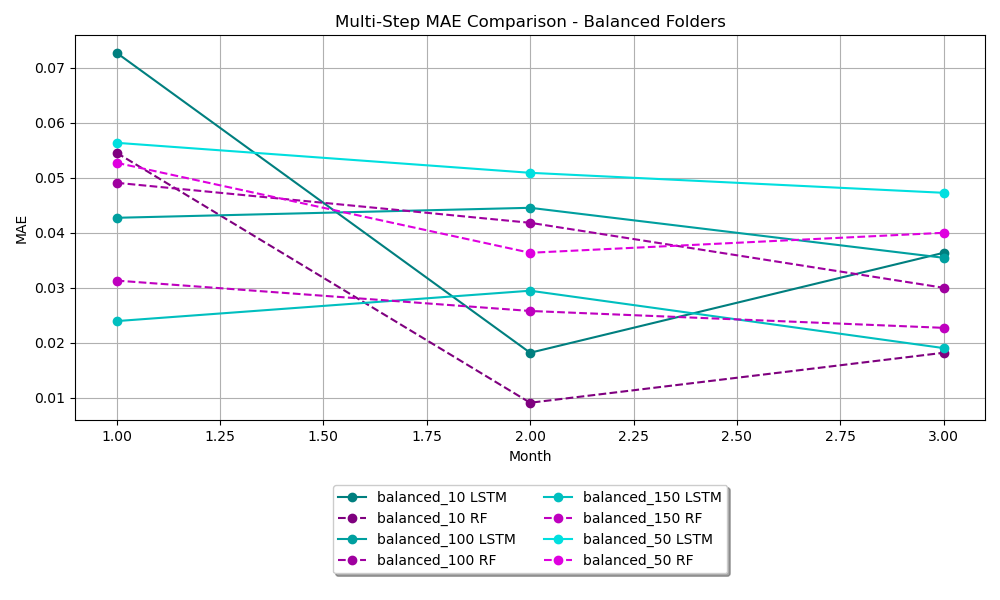 Multi-Step MAE Comparison - Balanced Folders
0.07
0.06
0.05
0.04
0.03
0.02
0.01
MAE
1.00 1.25 1.50 1.75 2.00 2.25 2.50 2.75 3.00
Month
balanced_10 LSTM
balanced_10 RF
balanced_100 LSTM
balanced_100 RF
balanced_150 LSTM
balanced_150 RF
balanced_50 LSTM
balanced_50 RF